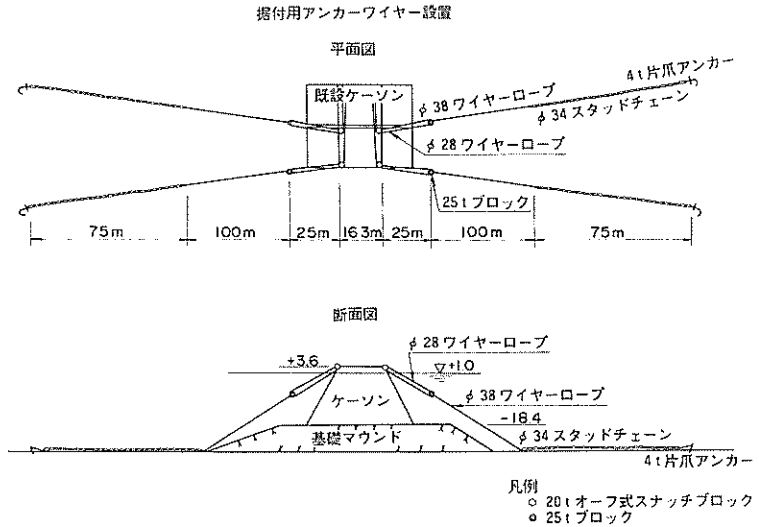 据付用アンカーワイヤー設置
平面図
4t片爪アンカー
既設ケーソン
φ38ワイヤーロープ
φ34スタッドチェーン
φ28ワイヤーロープ
25tブロック
75m 100m 25m 16.3m 25m 100m 75m
断面図
φ28ワイヤーロープ
+3.6
▽+1.0
φ38ワイヤーロープ
ケーソン
-18.4
基礎マウンド
φ34スタッドチェーン
4t片爪アンカー
凡例
○ 20tオーフ式スナッチブロック
◎ 25tブロック